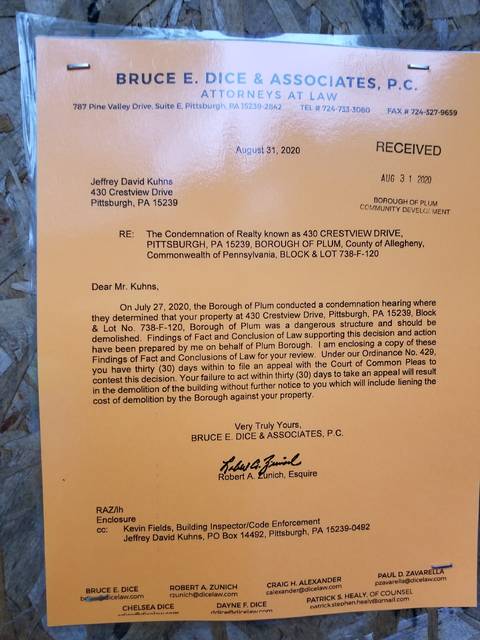 BRUCE E. DICE & ASSOCIATES, P.C.
ATTORNEYS AT LAW
787 Pine Valley Drive, Suite E, Pittsburgh, PA 15239-2842 TEL # 724-733-3080 FAX # 724-327-9659
August 31, 2020
RECEIVED
AUG 31 2020
BOROUGH OF PLUM
COMMUNITY DEVELOPMENT
Jeffrey David Kuhns
430 Crestview Drive
Pittsburgh, PA 15239
RE: The Condemnation of Realty known as 430 CRESTVIEW DRIVE,
PITTSBURGH, PA 15239, BOROUGH OF PLUM, County of Allegheny,
Commonwealth of Pennsylvania, BLOCK & LOT 738-F-120
Dear Mr. Kuhns,
On July 27, 2020, the Borough of Plum conducted a condemnation hearing where
they determined that your property at 430 Crestview Drive, Pittsburgh, PA 15239, Block
& Lot No. 738-F-120, Borough of Plum was a dangerous structure and should be
demolished. Findings of Fact and Conclusion of Law supporting this decision and action
have been prepared by me on behalf of Plum Borough. I am enclosing a copy of these
Findings of Fact and Conclusions of Law for your review. Under our Ordinance No. 429,
you have thirty (30) days within to file an appeal with the Court of Common Pleas to
contest this decision. Your failure to act within thirty (30) days to take an appeal will result
in the demolition of the building without further notice to you which will include liening the
cost of demolition by the Borough against your property.
Very Truly Yours,
BRUCE E. DICE & ASSOCIATES, P.C.
Robert A. Zunich
Robert A. Zunich, Esquire
RAZ/lh
Enclosure
cc: Kevin Fields, Building Inspector/Code Enforcement
Jeffrey David Kuhns, PO Box 14492, Pittsburgh, PA 15239-0492
BRUCE E. DICE ROBERT A. ZUNICH CRAIG H. ALEXANDER PAUL D. ZAVARELLA
rzunich@dicelaw.com calexander@dicelaw.com pzavarella@dicelaw.com
CHELSEA DICE DAYNE F. DICE PATRICK S. HEALY, OF COUNSEL
patrick.stephen.healy@gmail.com